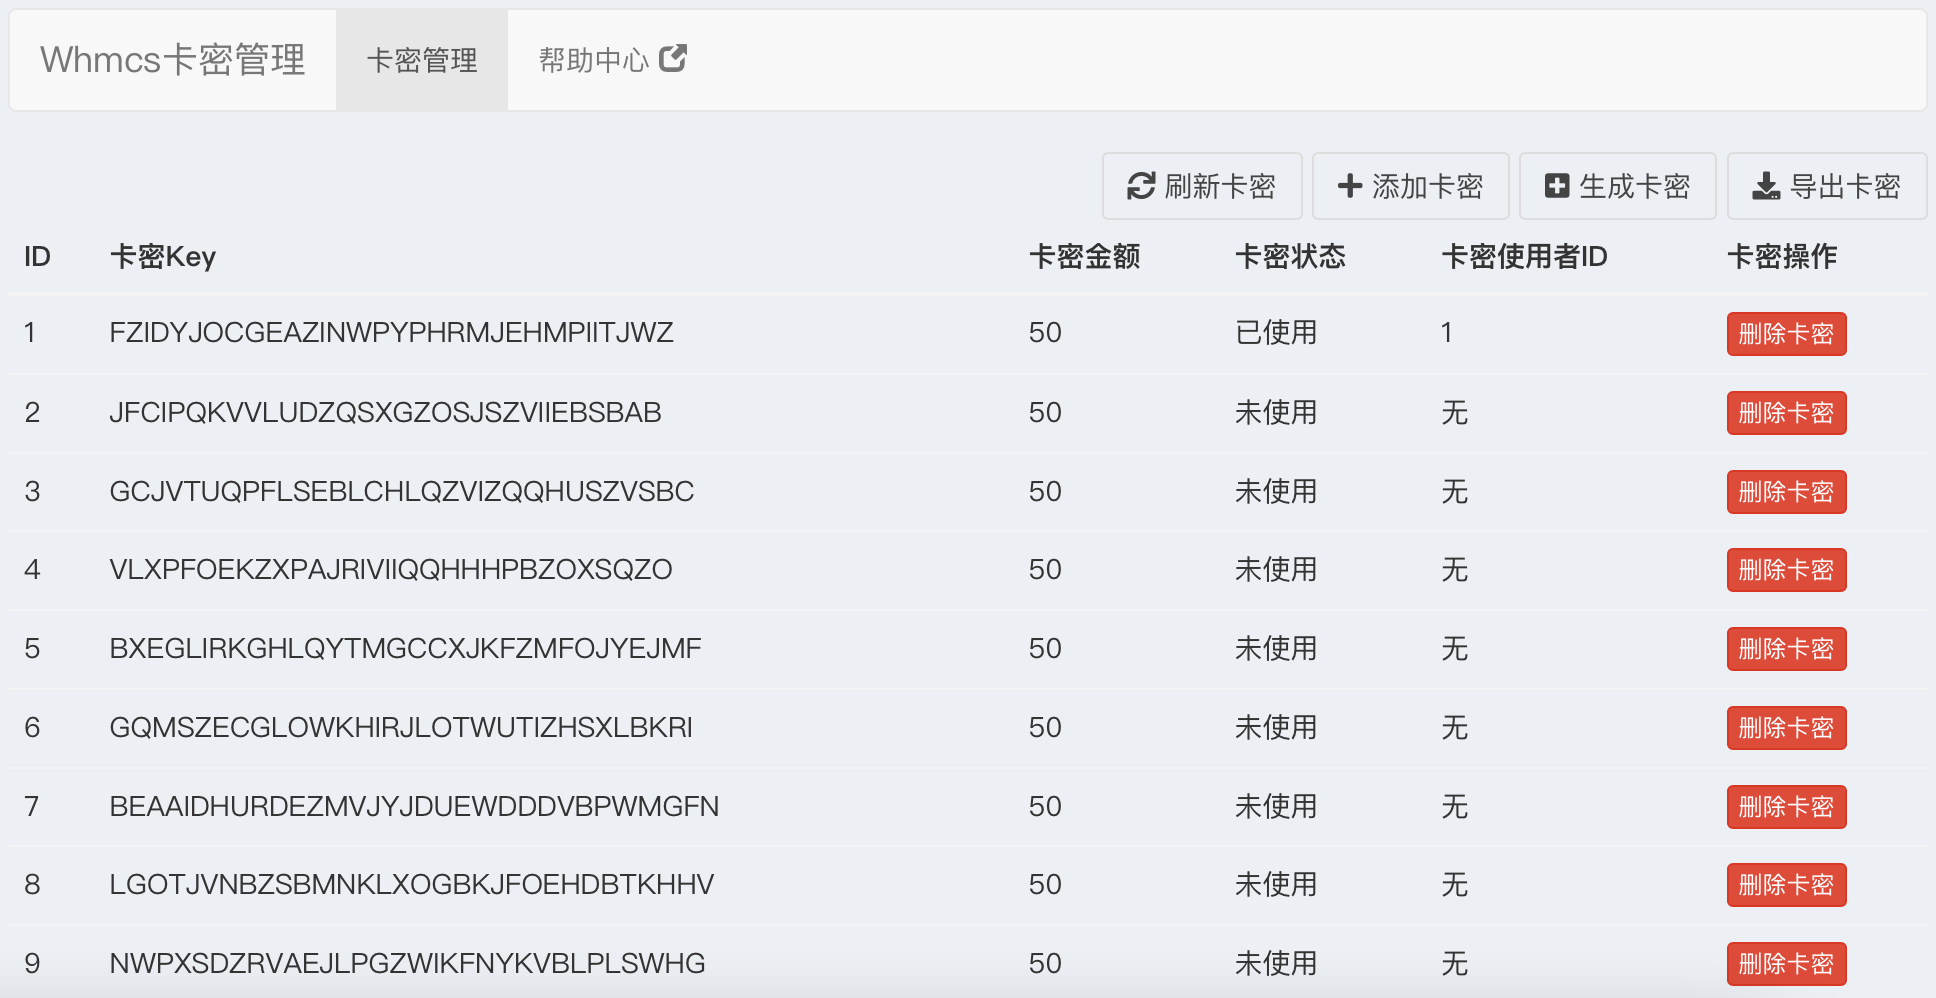 Whmcs卡密管理 卡密管理 帮助中心
刷新卡密 添加卡密 生成卡密 导出卡密
ID 卡密Key 卡密金额 卡密状态 卡密使用者ID 卡密操作
1 FZIDYJOCGEAZINWPYPHRMJEHMPIITJWZ 50 已使用 1 删除卡密
2 JFCIPQKVVLUDZQSXGZOSJSZVIIEBSBAB 50 未使用 无 删除卡密
3 GCJVTUQPFLSEBLCHLQZVIZQQHUSZVSBC 50 未使用 无 删除卡密
4 VLXPFOEKZXPAJRIVIIQQHHHPBZOXSQZO 50 未使用 无 删除卡密
5 BXEGLIRKGHLQYTMGCCXJKFZMFOJYEJMF 50 未使用 无 删除卡密
6 GQMSZECGLOWKHIRJLOTWUTIZHSXLBKRI 50 未使用 无 删除卡密
7 BEAAIDHURDEZMVJYJDUEWDDDVBPWMGFN 50 未使用 无 删除卡密
8 LGOTJVNBZSBMNKLXOGBKJFOEHDBTKHHV 50 未使用 无 删除卡密
9 NWPXSDZRVAEJLPGZWIKFNYKVBLPLSWHG 50 未使用 无 删除卡密